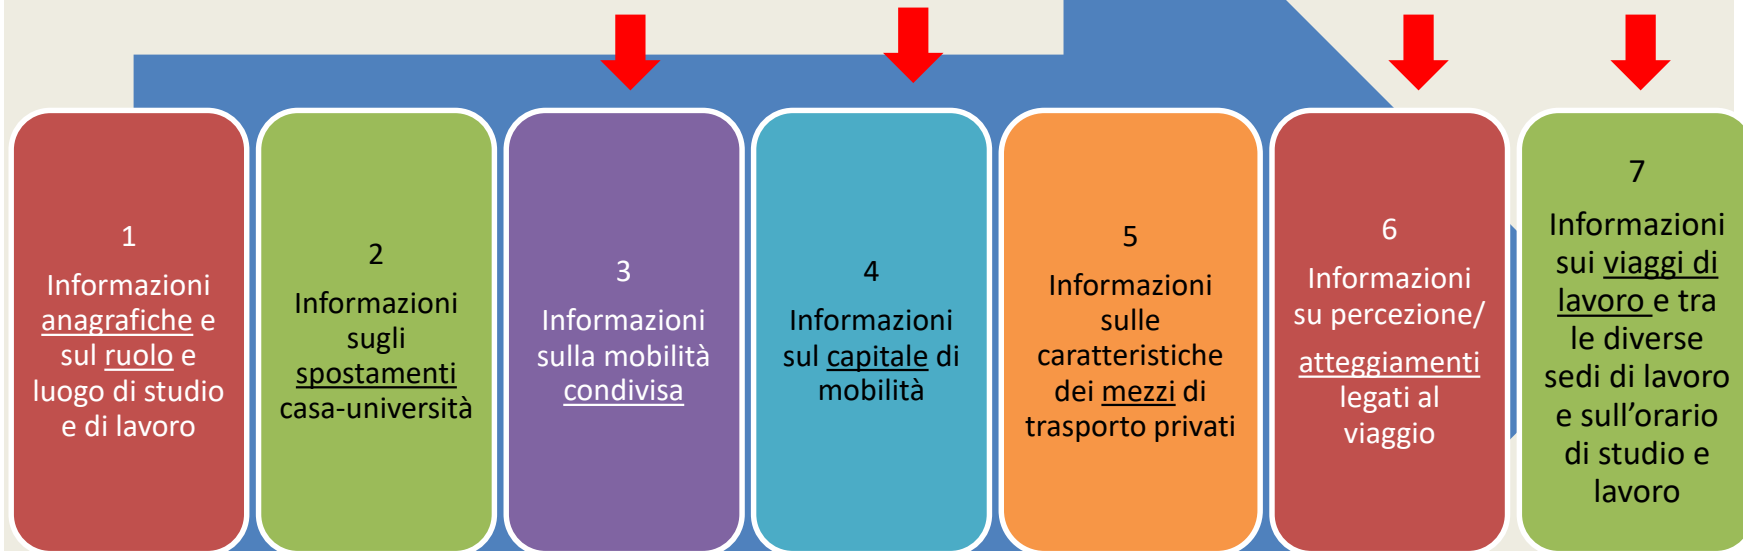 1
Informazioni
anagrafiche e
sul ruolo e
luogo di studio
e di lavoro
2
Informazioni
sugli
spostamenti
casa-università
3
Informazioni
sulla mobilità
condivisa
4
Informazioni
sul capitale di
mobilità
5
Informazioni
sulle
caratteristiche
dei mezzi di
trasporto privati
6
Informazioni
su percezione/
atteggiamenti
legati al
viaggio
7
Informazioni
sui viaggi di
lavoro e tra
le diverse
sedi di lavoro
e sull’orario
di studio e
lavoro